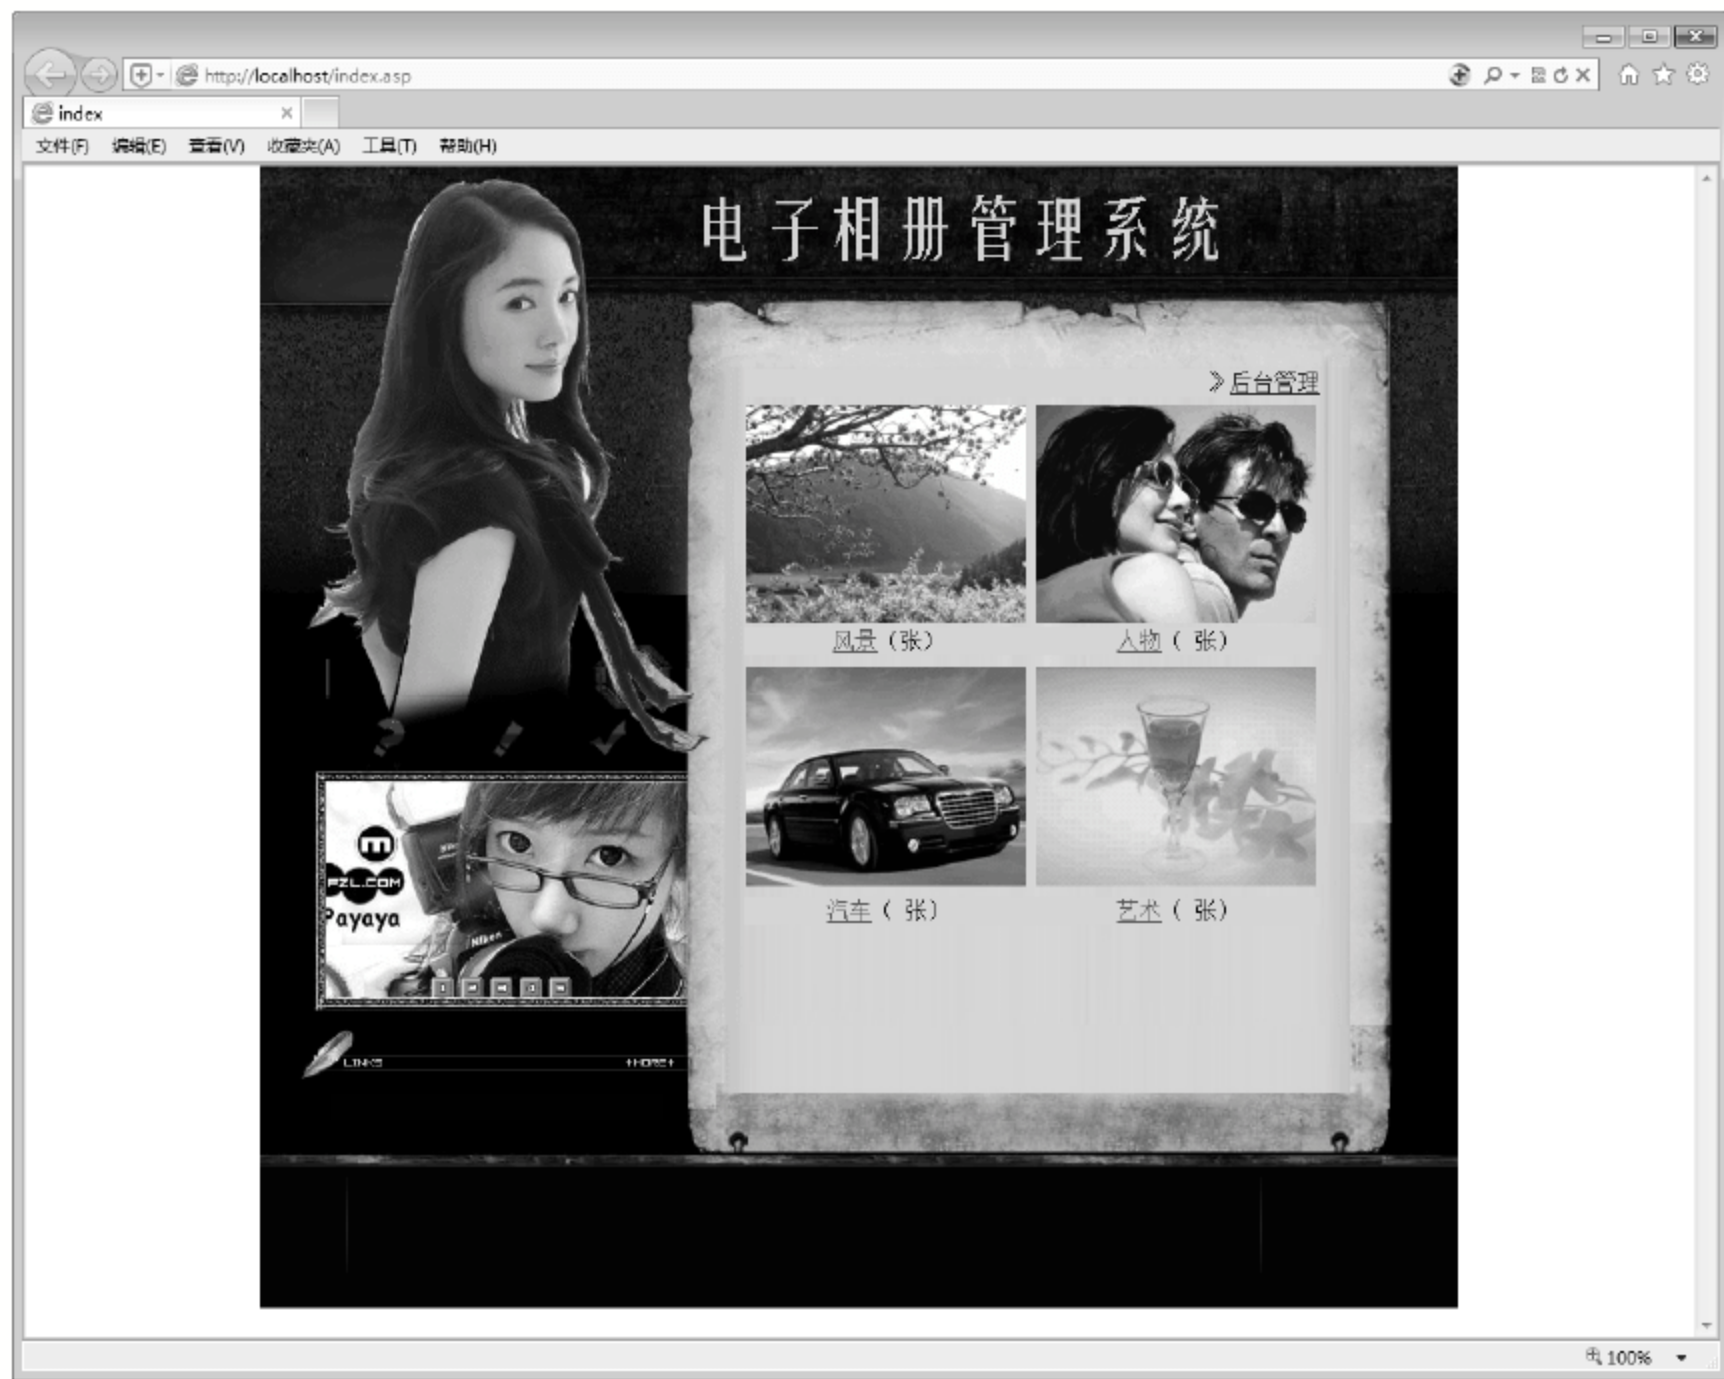 http://localhost/index.asp
index
文件(F) 编辑(E) 查看(V) 收藏夹(A) 工具(T) 帮助(H)
电子相册管理系统
》后台管理
风景（张）
人物（ 张）
汽车（ 张）
艺术（ 张）
m
PZL.COM
Payaya
Nikon
LINKS
+MORE+
100%